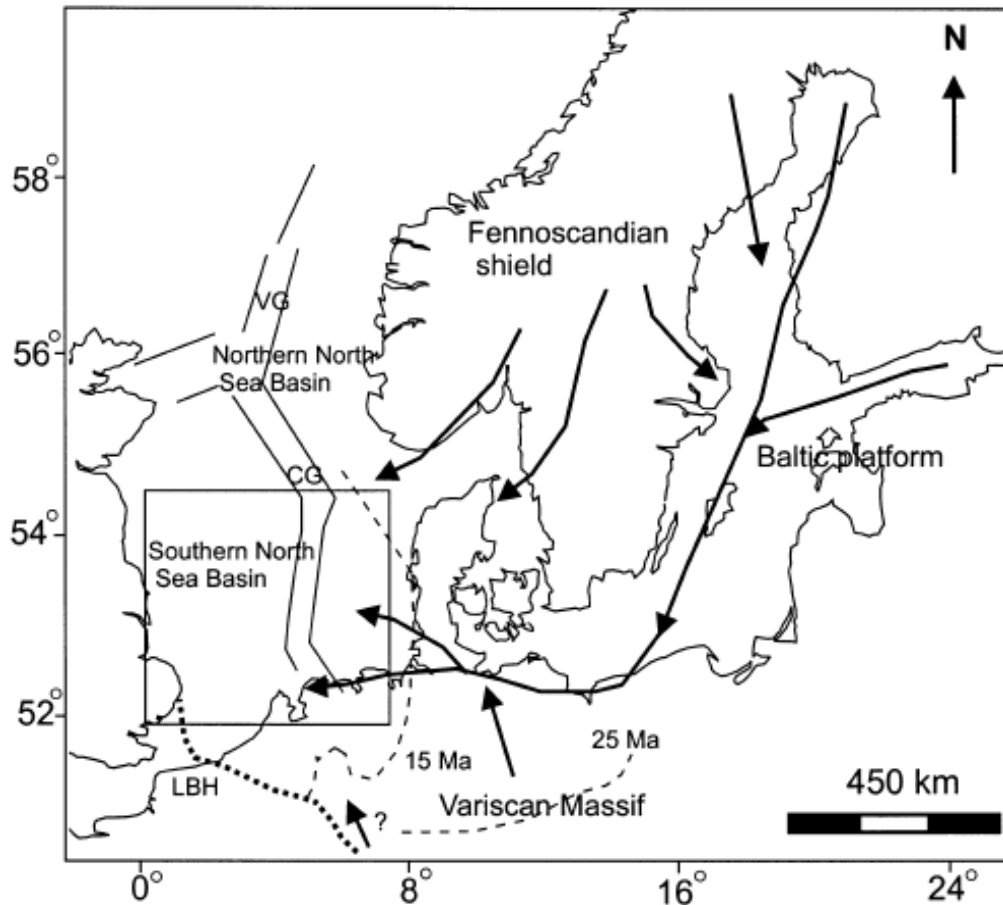 N
58°
Fennoscandian
shield
VG
56°
Northern North
Sea Basin
Baltic platform
CG
54°
Southern North
Sea Basin
52°
15 Ma
25 Ma
LBH
450 km
Variscan Massif
?
0°
8°
16°
24°